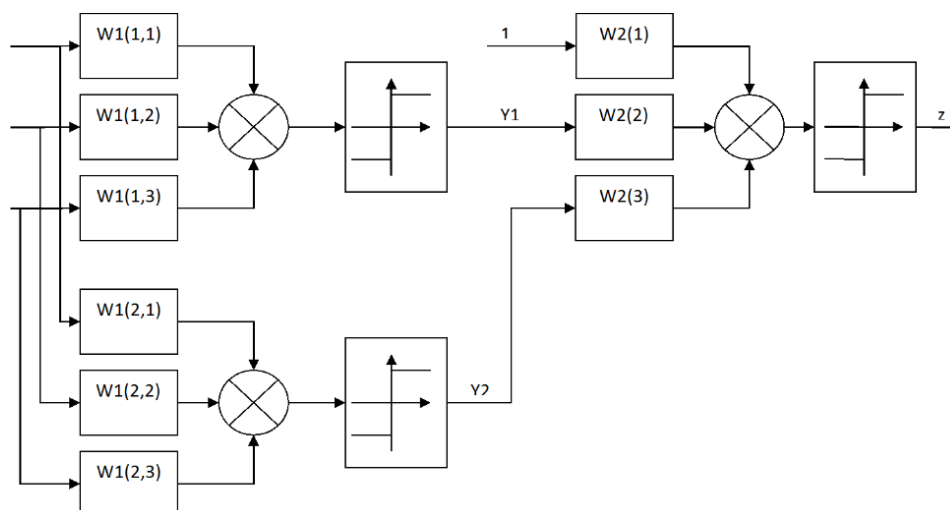 W1(1,1)
1
W2(1)
W1(1,2)
Y1
W2(2)
z
W1(1,3)
W2(3)
W1(2,1)
W1(2,2)
Y2
W1(2,3)